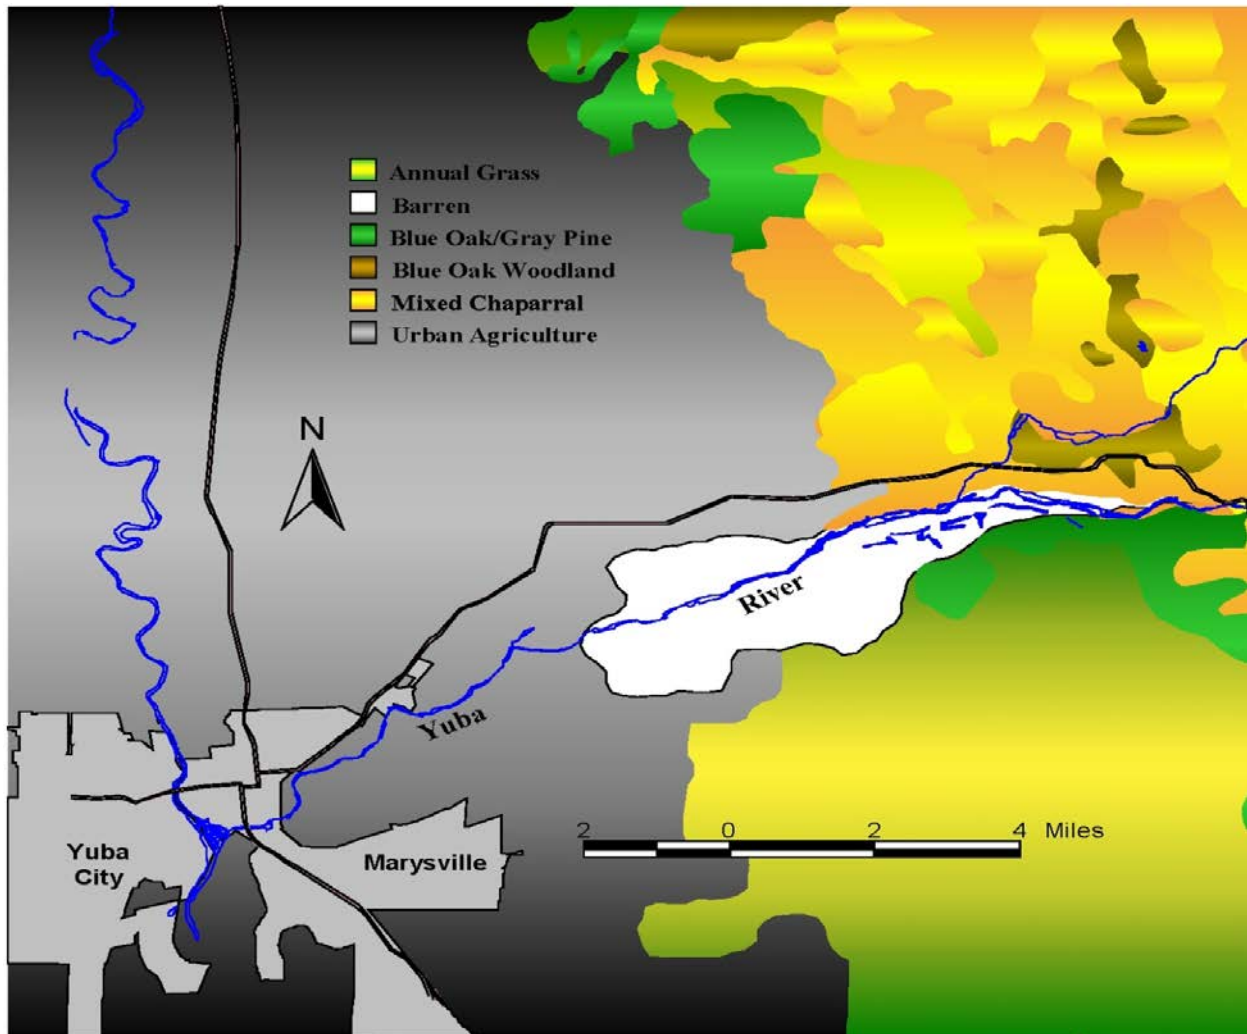 Annual Grass
Barren
Blue Oak/Gray Pine
Blue Oak Woodland
Mixed Chaparral
Urban Agriculture
N
River
Yuba
2 0 2 4 Miles
Yuba
City
Marysville